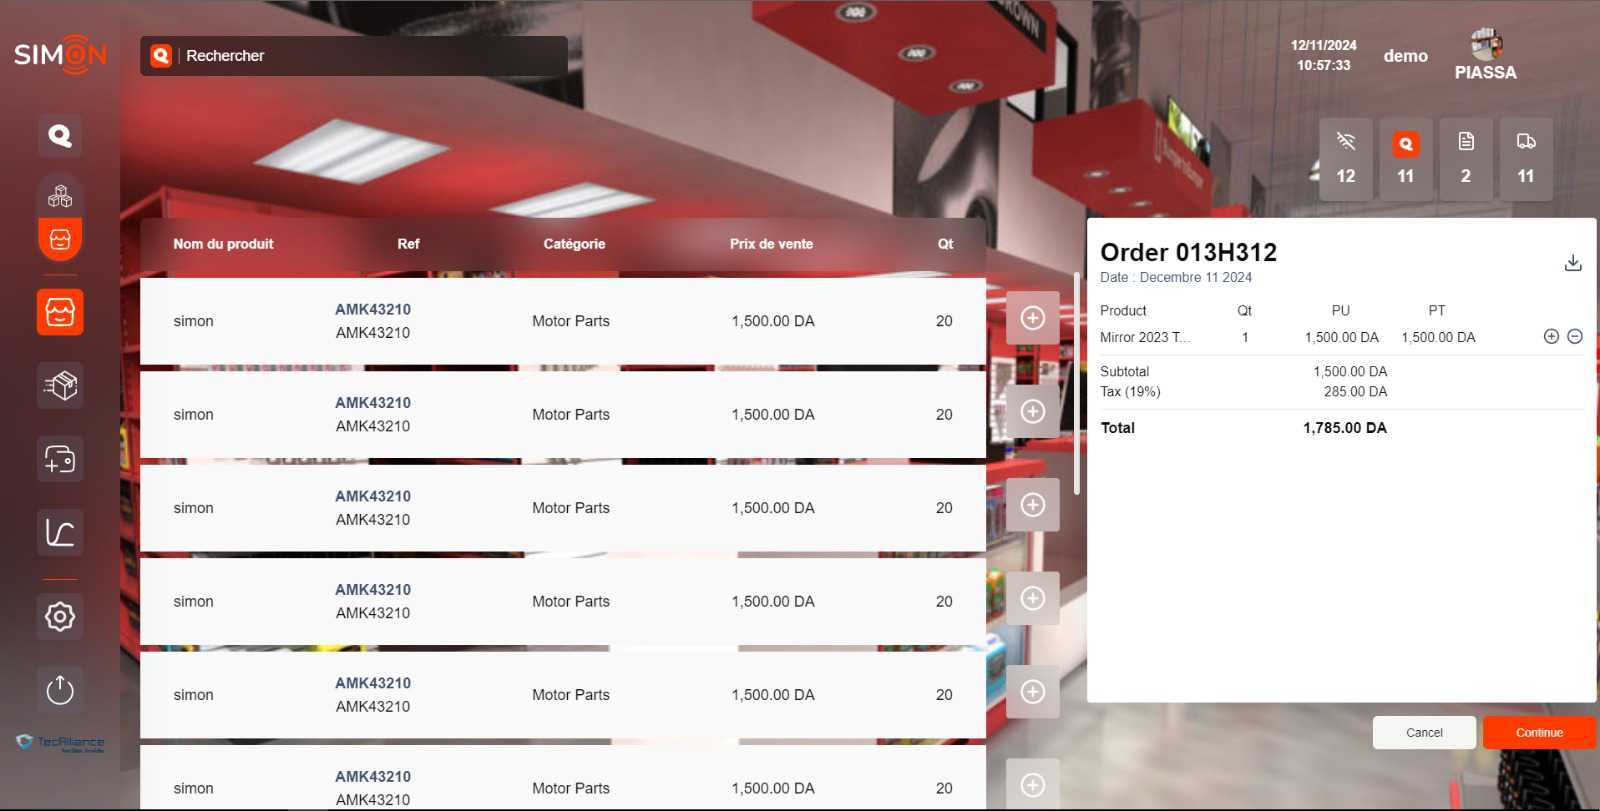 SIMON
Rechercher
12/11/2024
10:57:33
demo
PIASSA
12
11
2
11
Nom du produit Ref Catégorie Prix de vente Qt
simon AMK43210 Motor Parts 1,500.00 DA 20
AMK43210
simon AMK43210 Motor Parts 1,500.00 DA 20
AMK43210
simon AMK43210 Motor Parts 1,500.00 DA 20
AMK43210
simon AMK43210 Motor Parts 1,500.00 DA 20
AMK43210
simon AMK43210 Motor Parts 1,500.00 DA 20
AMK43210
simon AMK43210 Motor Parts 1,500.00 DA 20
AMK43210
Order 013H312
Date : Decembre 11 2024
Product Qt PU PT
Mirror 2023 T... 1 1,500.00 DA 1,500.00 DA
Subtotal 1,500.00 DA
Tax (19%) 285.00 DA
Total 1,785.00 DA
Cancel
Continue
TecAlliance